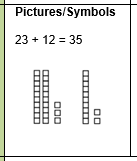 Pictures/Symbols
23 + 12 = 35